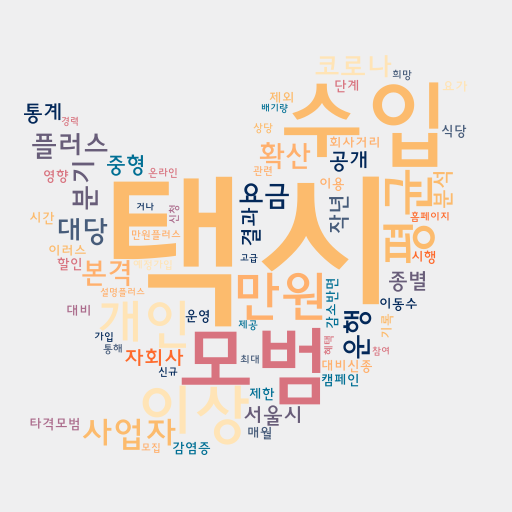 코로나
희망
단계
요가
제외
배기량
수입
통계
경력
상당
회사거리
식당
플러스
확산
공개
영향
분기
중형
온라인
관련
이용
분석
택시
요금
평균
거나
신청
결과
작년
홈페이지
시간
대당
만원플러스
시행
이러스
고급
할인
본격
만원
종별
설명플러스
감소반면
이동수
대비
개인
운영
제공
운행
기록
가입
통해
자회사
모범
최대
혜택
대비신종
참여
신규
캠페인
제한
이상
서울시
타격모범
사업자
매월
모집
감염증